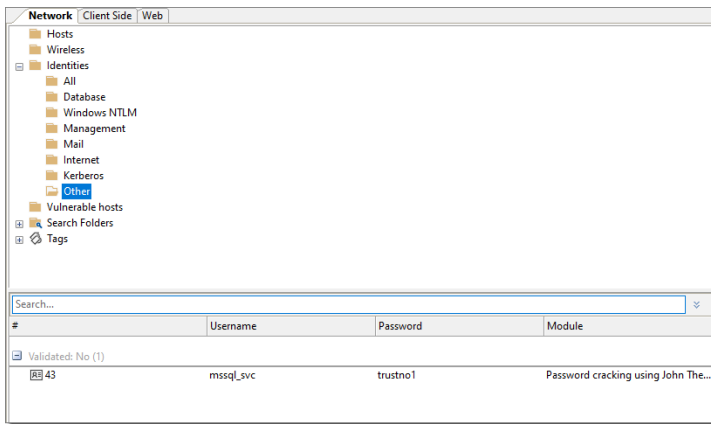 Network Client Side Web
Hosts
Wireless
Identities
All
Database
Windows NTLM
Management
Mail
Internet
Kerberos
Other
Vulnerable hosts
Search Folders
Tags
Search...
# Username Password Module
Validated: No (1)
43 mssql_svc trustno1 Password cracking using John The...